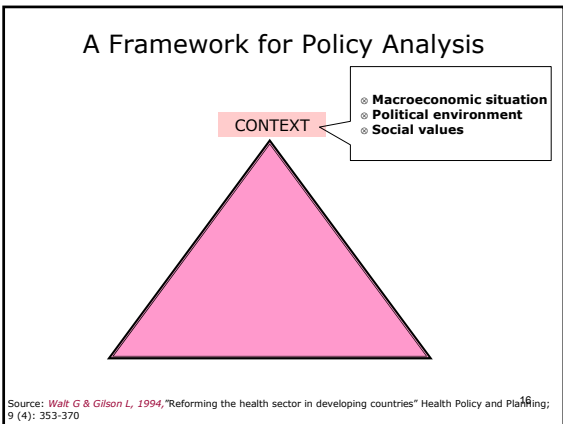 A Framework for Policy Analysis
CONTEXT
⊗ Macroeconomic situation
⊗ Political environment
⊗ Social values
Source: Walt G & Gilson L, 1994,"Reforming the health sector in developing countries" Health Policy and Planning;
9 (4): 353-370
16